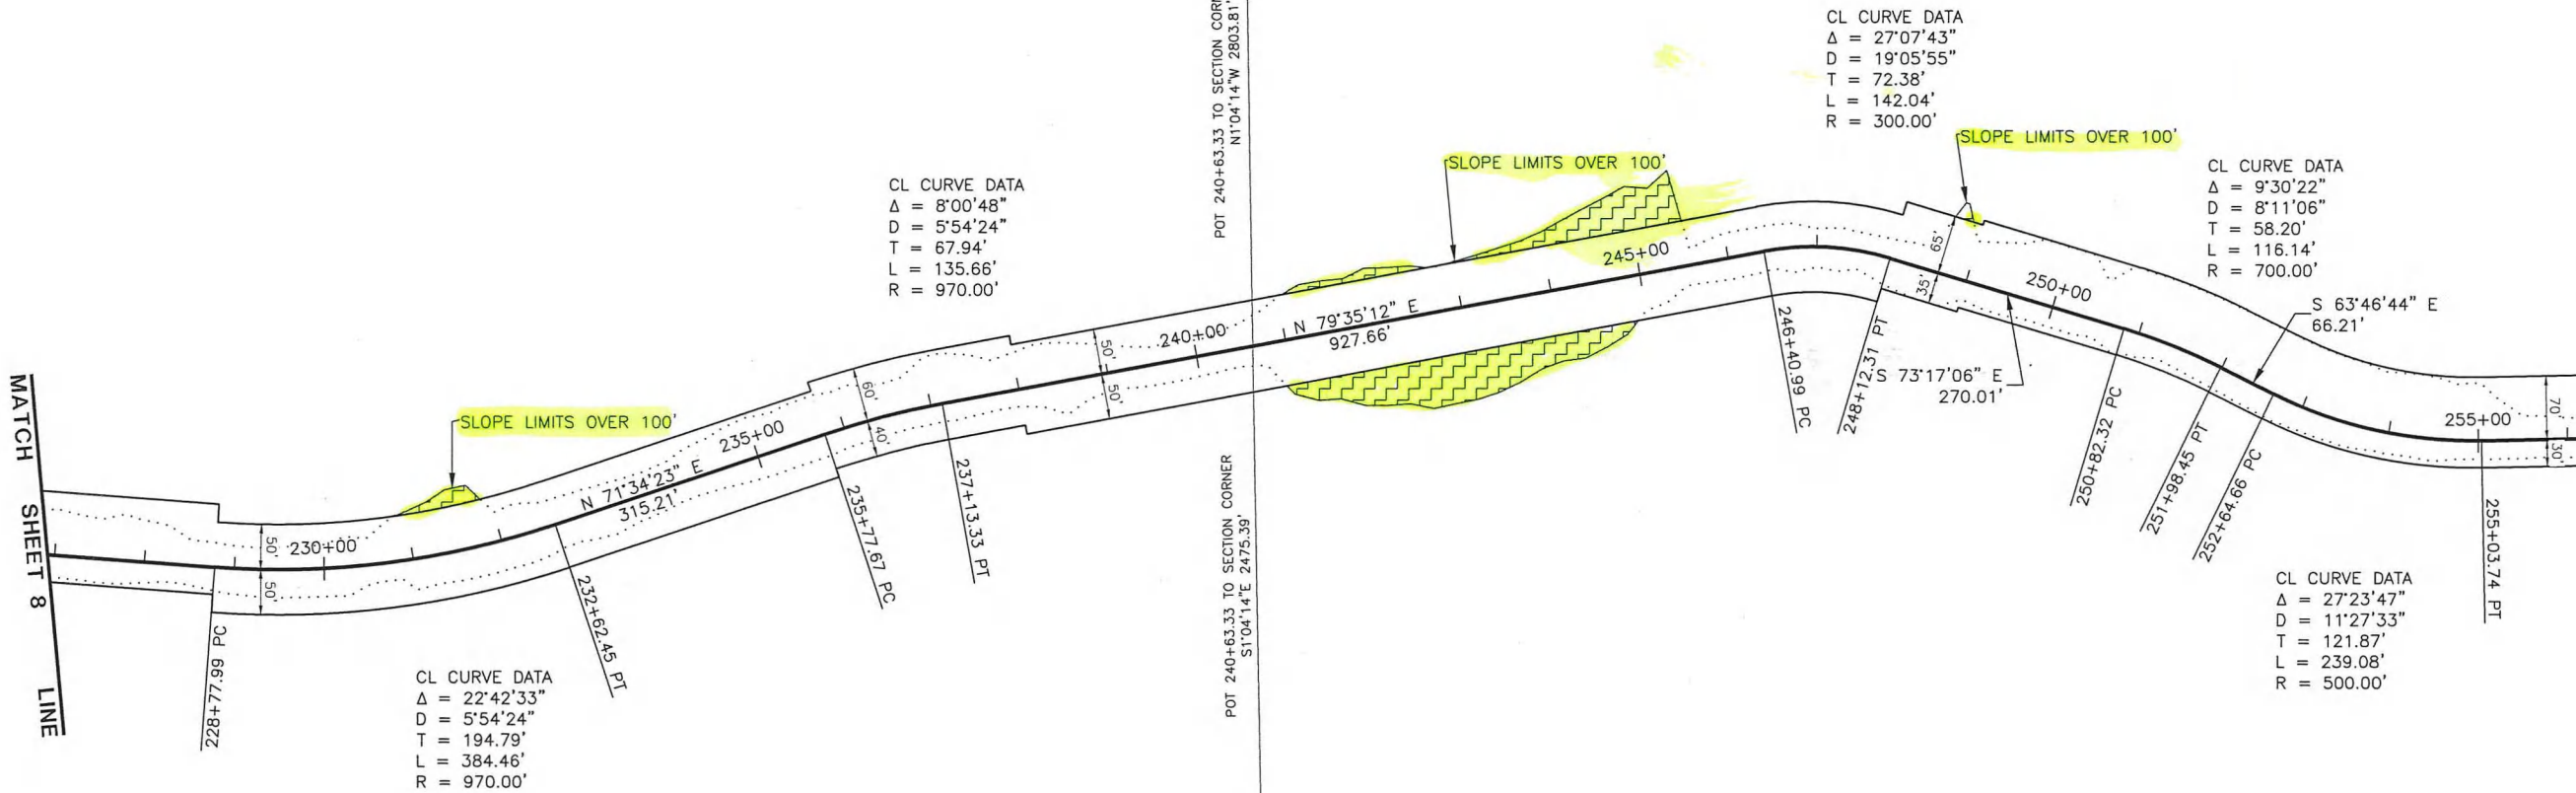 MATCH SHEET 8 LINE
228+77.99 PC
50'
50'
230+00
SLOPE LIMITS OVER 100'
CL CURVE DATA
Δ = 22°42'33"
D = 5°54'24"
T = 194.79'
L = 384.46'
R = 970.00'
232+62.45 PT
N 71°34'23" E
315.21'
235+00
235+77.67 PC
60'
40'
237+13.33 PT
CL CURVE DATA
Δ = 8°00'48"
D = 5°54'24"
T = 67.94'
L = 135.66'
R = 970.00'
50'
50'
240+00
POT 240+63.33 TO SECTION
N1°04'14"W 2803.81'
POT 240+63.33 TO SECTION CORNER
S1°04'14"E 2475.39'
N 79°35'12" E
927.66'
SLOPE LIMITS OVER 100'
245+00
246+40.99 PC
CL CURVE DATA
Δ = 27°07'43"
D = 19°05'55"
T = 72.38'
L = 142.04'
R = 300.00'
248+12.31 PT
SLOPE LIMITS OVER 100'
65'
35'
S 73°17'06" E
270.01'
250+00
250+82.32 PC
CL CURVE DATA
Δ = 9°30'22"
D = 8°11'06"
T = 58.20'
L = 116.14'
R = 700.00'
251+98.45 PT
S 63°46'44" E
66.21'
252+64.66 PC
CL CURVE DATA
Δ = 27°23'47"
D = 11°27'33"
T = 121.87'
L = 239.08'
R = 500.00'
255+00
255+03.74 PT
70'
30'